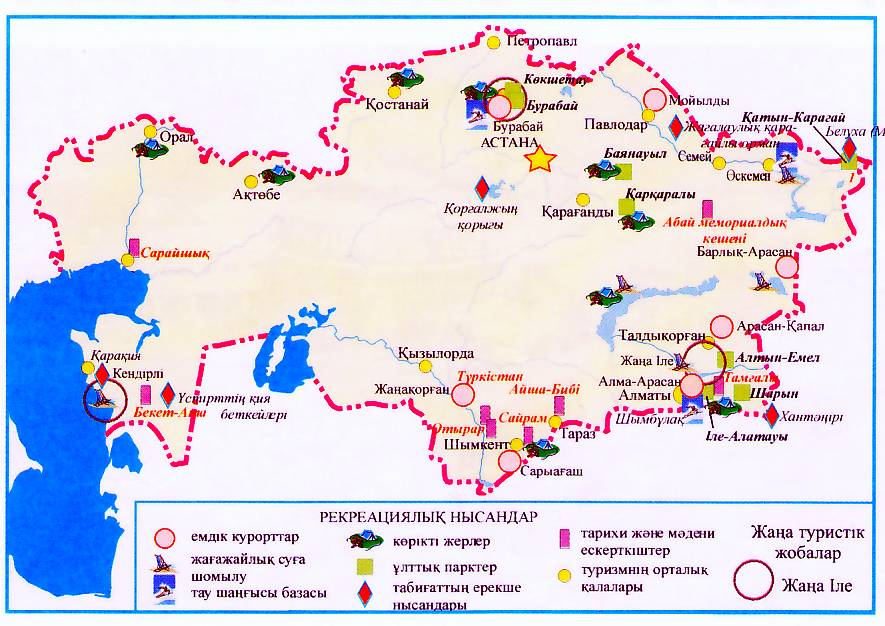 Петропавл
Көкшетау
Қостанай
Бурабай
Мойылды
Бурабай
АСТАНА
Павлодар
Жағалаулық қара-
ғайлы орман
Қатын-Қарағай
Белуха (М
Орал
Баянауыл
Семей
Өскемен
Ақтөбе
Қарқаралы
1
Қорғалжың
қорығы
Қарағанды
Абай мемориалдық
кешені
Сарайшық
Барлық-Арасан
Арасан-Қапал
Талдықорған
Қарақия
Кендірлі
Қызылорда
Жаңа Іле
Алтын-Емел
Үстірттің қия
беткейлері
Бекет-Ата
Жаңақорған
Түркістан
Айша-Бибі
Алма-Арасан
Тамғалы
Алматы
Шарын
Отырар
Сайрам
Тараз
Шымбұлақ
Хантәңірі
Шымкент
Іле-Алатауы
Сарыағаш
РЕКРЕАЦИЯЛЫҚ НЫСАНДАР
емдік курорттар
жағажайлық суға
шомылу
тау шаңғысы базасы
көрікті жерлер
ұлттық парктер
табиғаттың ерекше
нысандары
тарихи және мәдени
ескерткіштер
туризмнің орталық
қалалары
Жаңа туристік
жобалар
Жаңа Іле